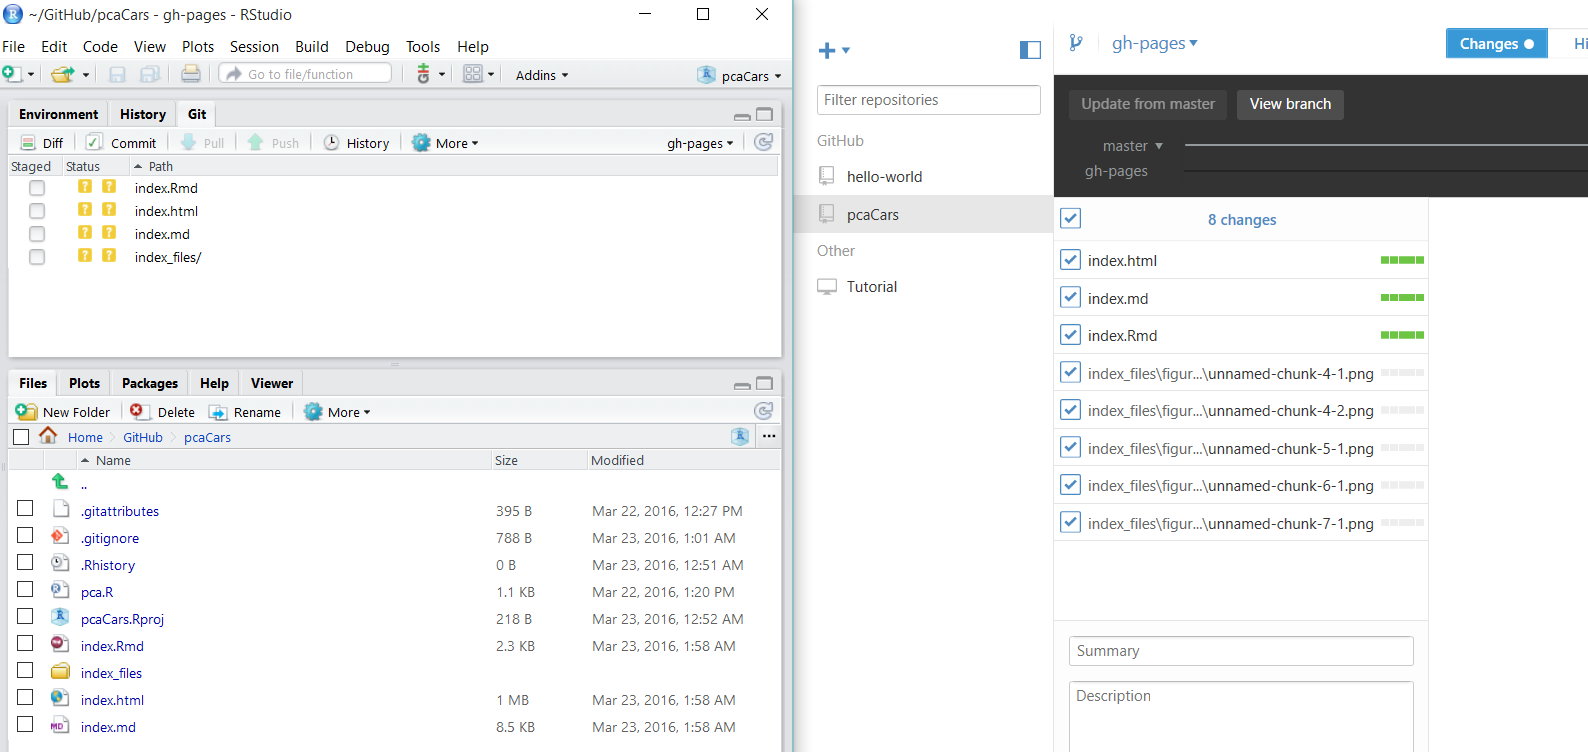 ~/GitHub/pcaCars - gh-pages - RStudio
File Edit Code View Plots Session Build Debug Tools Help
Go to file/function Addins pcaCars
Environment History Git
Diff Commit Pull Push History More gh-pages
Staged Status Path
index.Rmd
index.html
index.md
index_files/
Files Plots Packages Help Viewer
New Folder Delete Rename More
Home GitHub pcaCars
Name Size Modified
..
.gitattributes 395 B Mar 22, 2016, 12:27 PM
.gitignore 788 B Mar 23, 2016, 1:01 AM
.Rhistory 0 B Mar 23, 2016, 12:51 AM
pca.R 1.1 KB Mar 22, 2016, 1:20 PM
pcaCars.Rproj 218 B Mar 23, 2016, 12:52 AM
index.Rmd 2.3 KB Mar 23, 2016, 1:58 AM
index_files
index.html 1 MB Mar 23, 2016, 1:58 AM
index.md 8.5 KB Mar 23, 2016, 1:58 AM
Filter repositories
GitHub
hello-world
pcaCars
Other
Tutorial
gh-pages Changes Hi
Update from master View branch
master
gh-pages
8 changes
index.html
index.md
index.Rmd
index_files\figur...\unnamed-chunk-4-1.png
index_files\figur...\unnamed-chunk-4-2.png
index_files\figur...\unnamed-chunk-5-1.png
index_files\figur...\unnamed-chunk-6-1.png
index_files\figur...\unnamed-chunk-7-1.png
Summary
Description